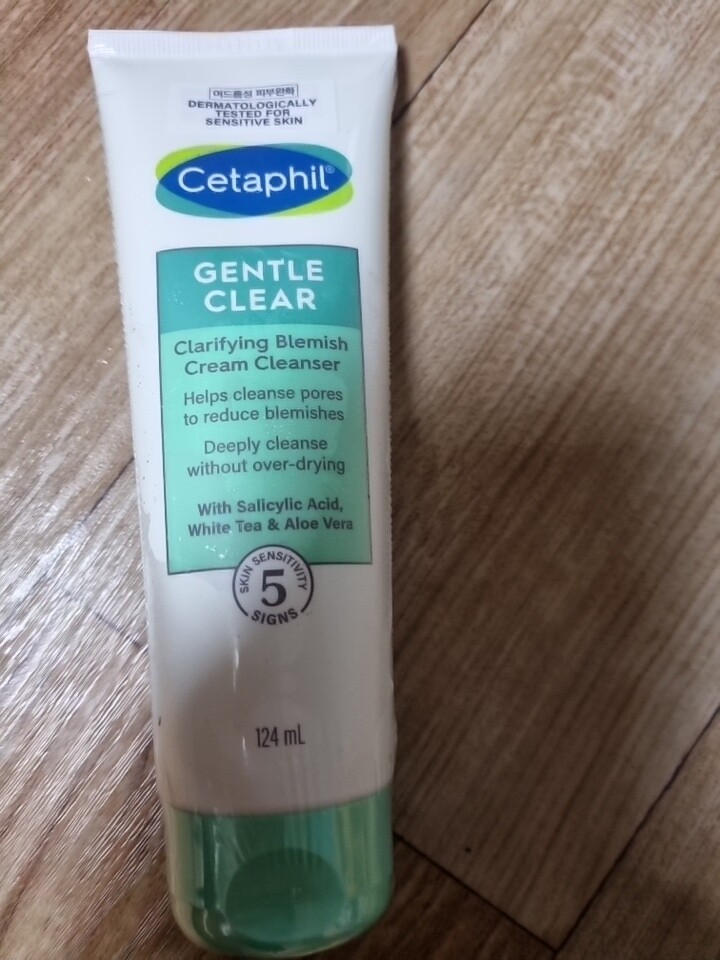 여드름성 피부완화
DERMATOLOGICALLY
TESTED FOR
SENSITIVE SKIN
Cetaphil®
GENTLE
CLEAR
Clarifying Blemish
Cream Cleanser
Helps cleanse pores
to reduce blemishes
Deeply cleanse
without over-drying
With Salicylic Acid,
White Tea & Aloe Vera
SKIN SENSITIVITY
5
SIGNS
124 mL